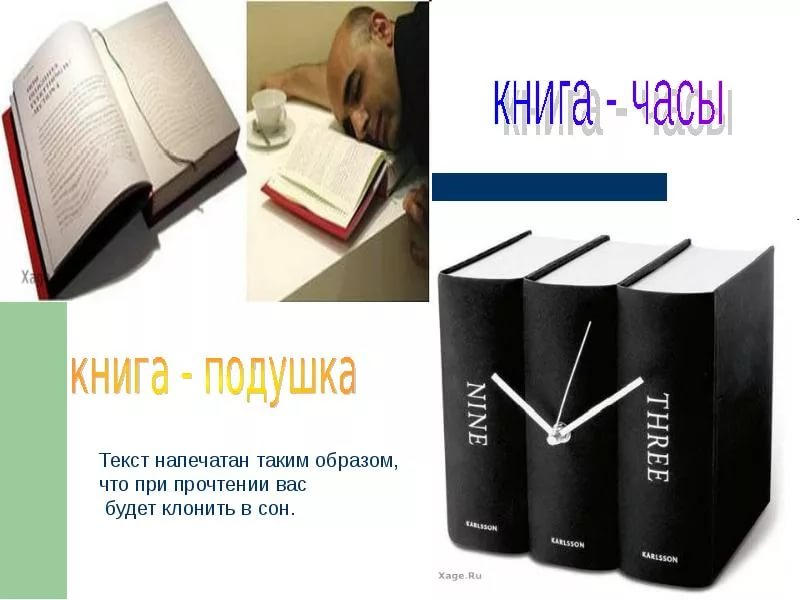 книга - часы
Xage
книга - подушка
Текст напечатан таким образом,
что при прочтении вас
будет клонить в сон.
NINE
THREE
KARLSSON
KARLSSON
KARLSSON
Xage.Ru